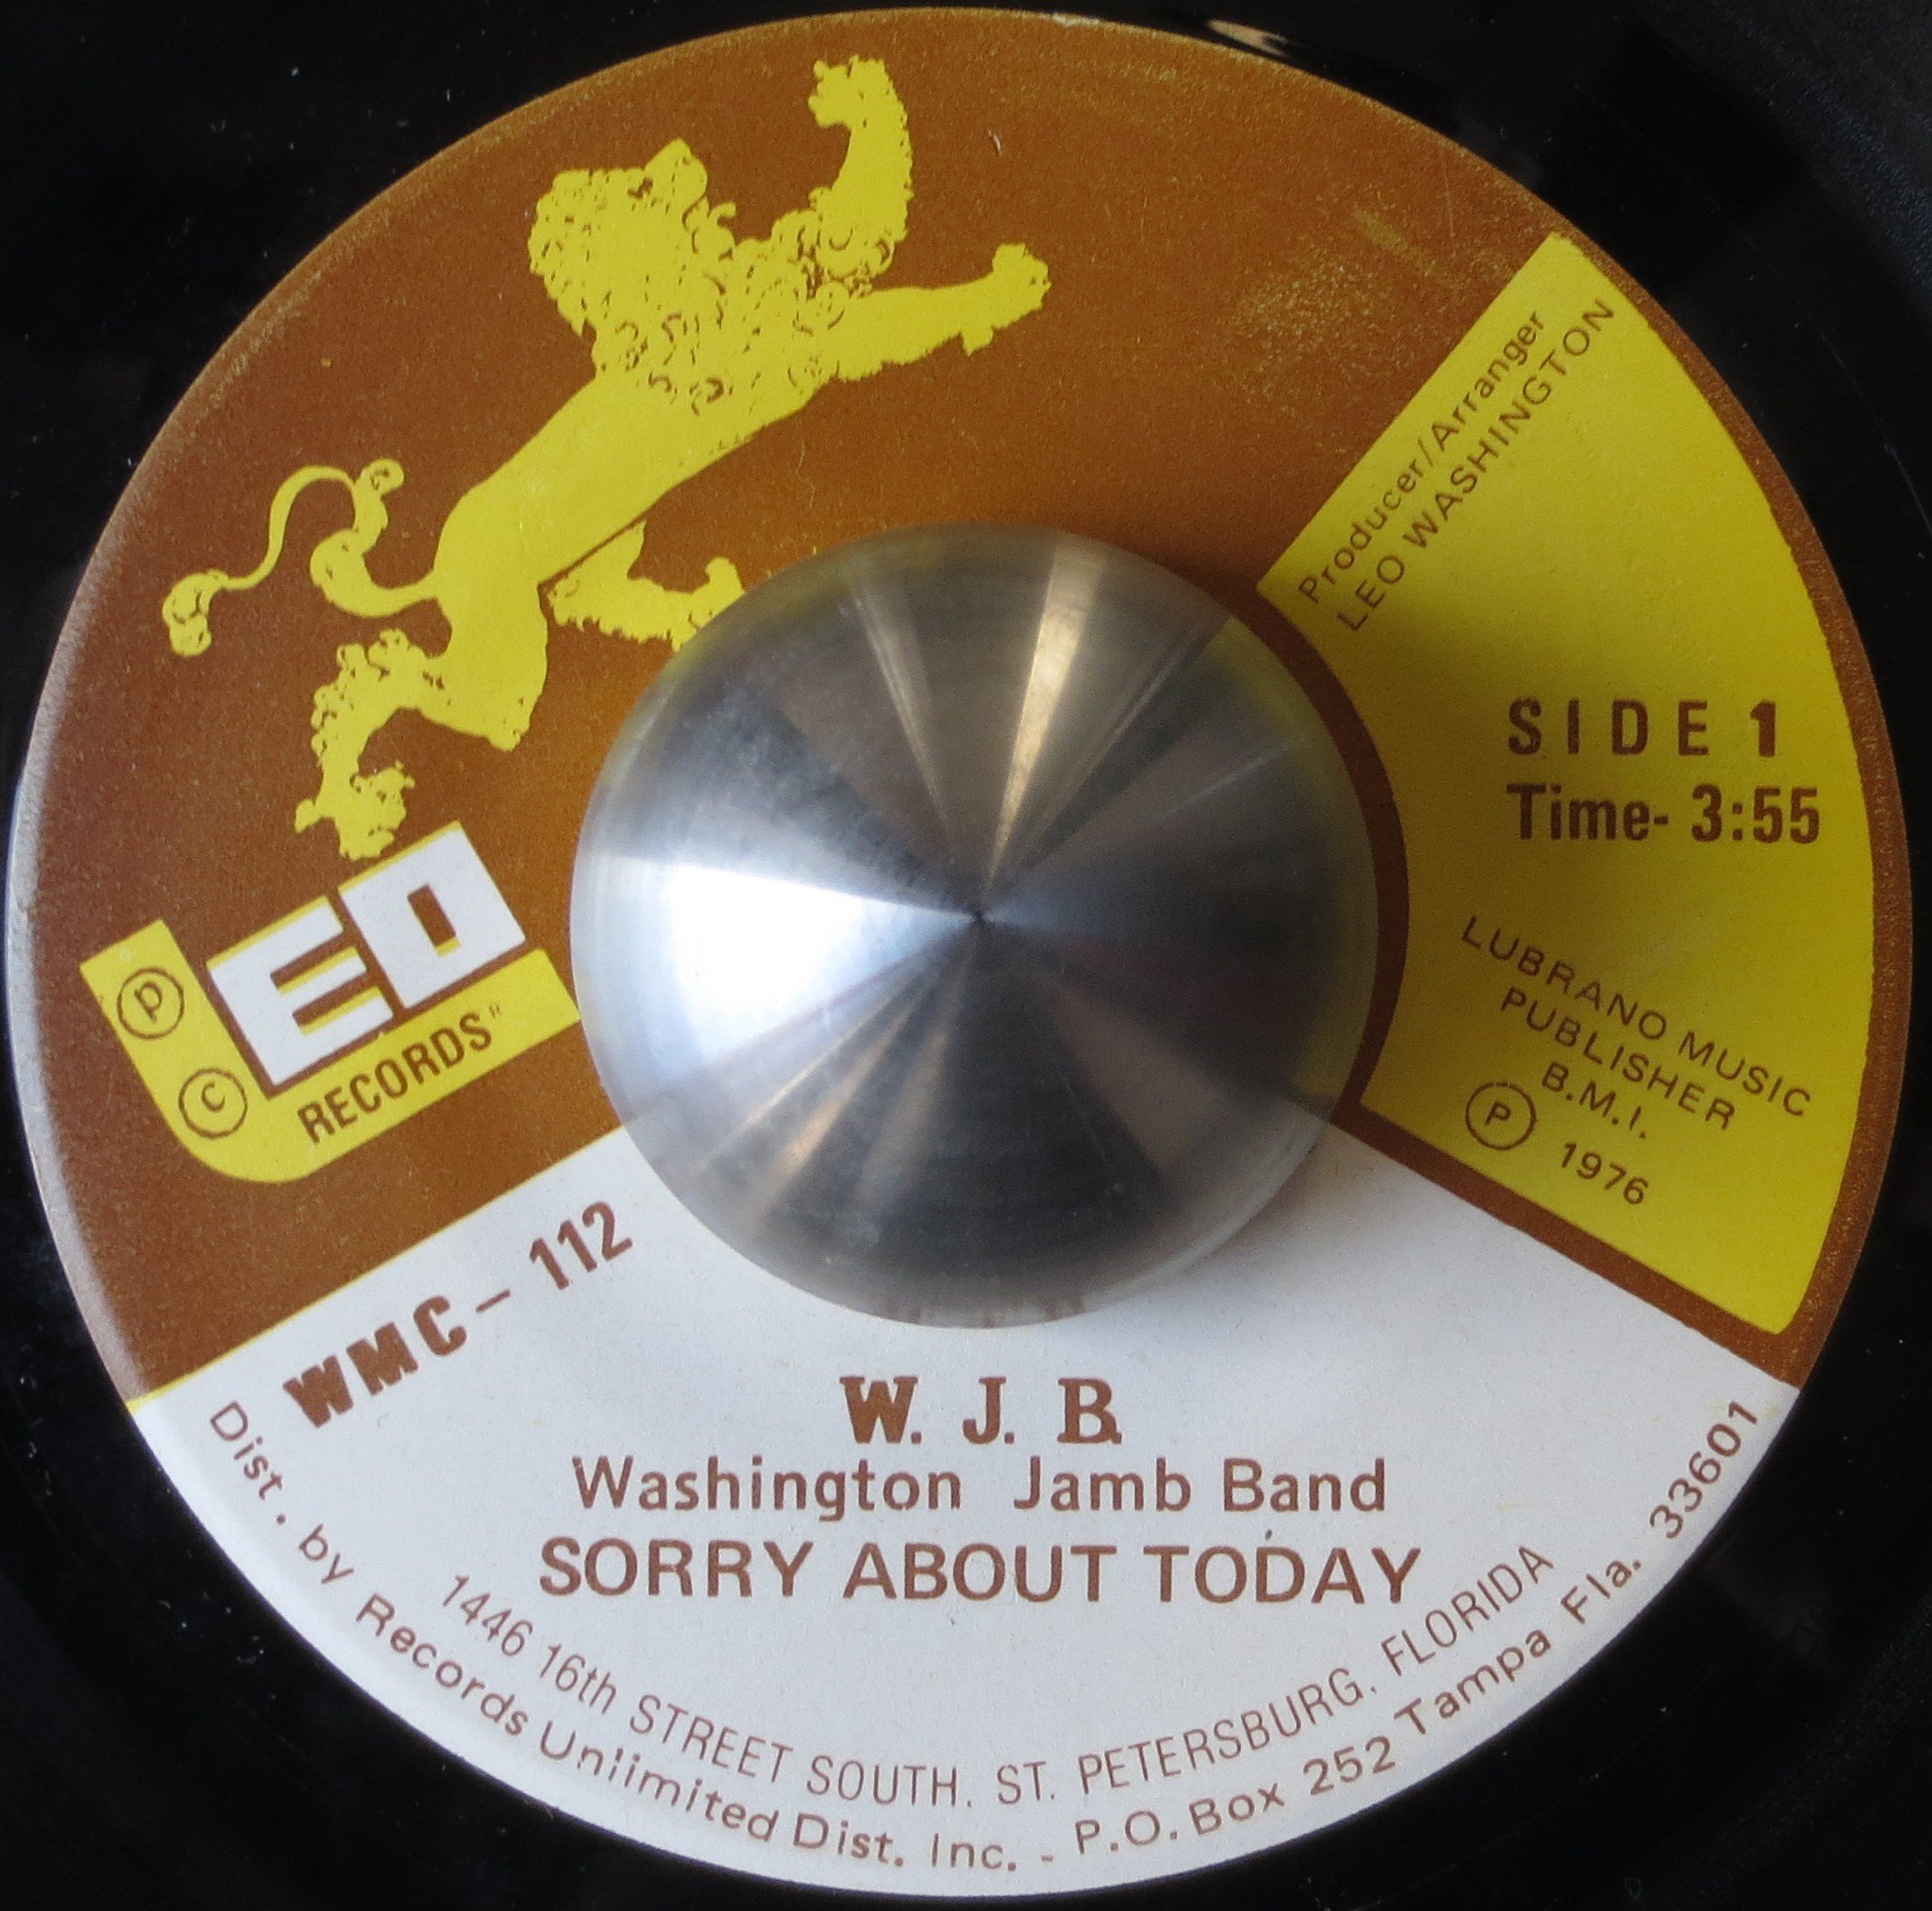 Producer/Arranger
LEO WASHINGTON
SIDE 1
Time- 3:55
LUBRANO MUSIC
PUBLISHER
B.M.I.
Ⓟ 1976
Ⓟ LEO
Ⓒ RECORDS
WMC – 112
W. J. B.
Washington Jamb Band
SORRY ABOUT TODAY
1446 16th STREET SOUTH. ST. PETERSBURG. FLORIDA
Dist. by Records Unlimited Dist. Inc. - P.O. Box 252 Tampa Fla. 33601